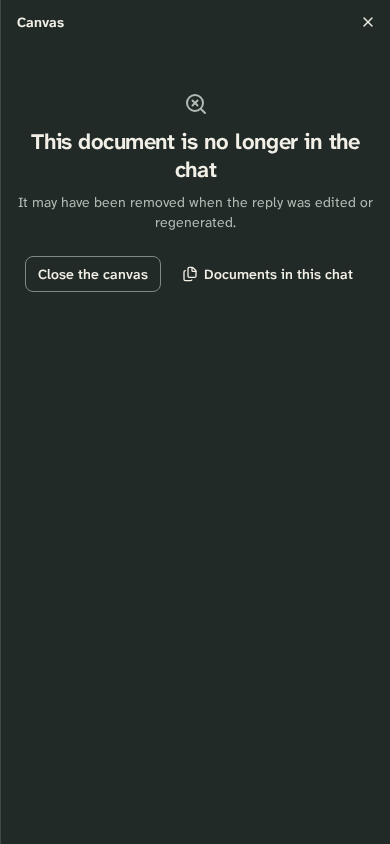 Canvas
This document is no longer in the
chat
It may have been removed when the reply was edited or
regenerated.
Close the canvas
Documents in this chat